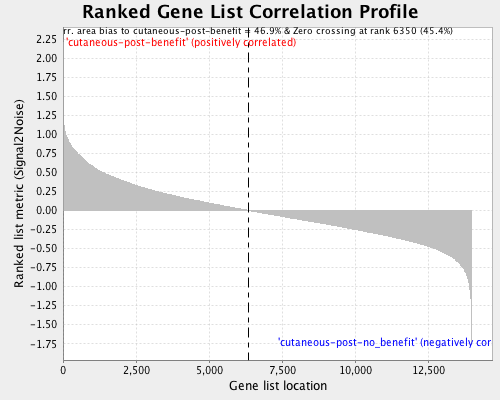 Ranked Gene List Correlation Profile
rr. area bias to cutaneous-post-benefit = 46.9% & Zero crossing at rank 6350 (45.4%)
'cutaneous-post-benefit' (positively correlated)
2.25
2.00
1.75
1.50
1.25
1.00
0.75
0.50
0.25
0.00
-0.25
-0.50
-0.75
-1.00
-1.25
-1.50
-1.75
Ranked list metric (Signal2Noise)
'cutaneous-post-no_benefit' (negatively cor
0 2,500 5,000 7,500 10,000 12,500
Gene list location